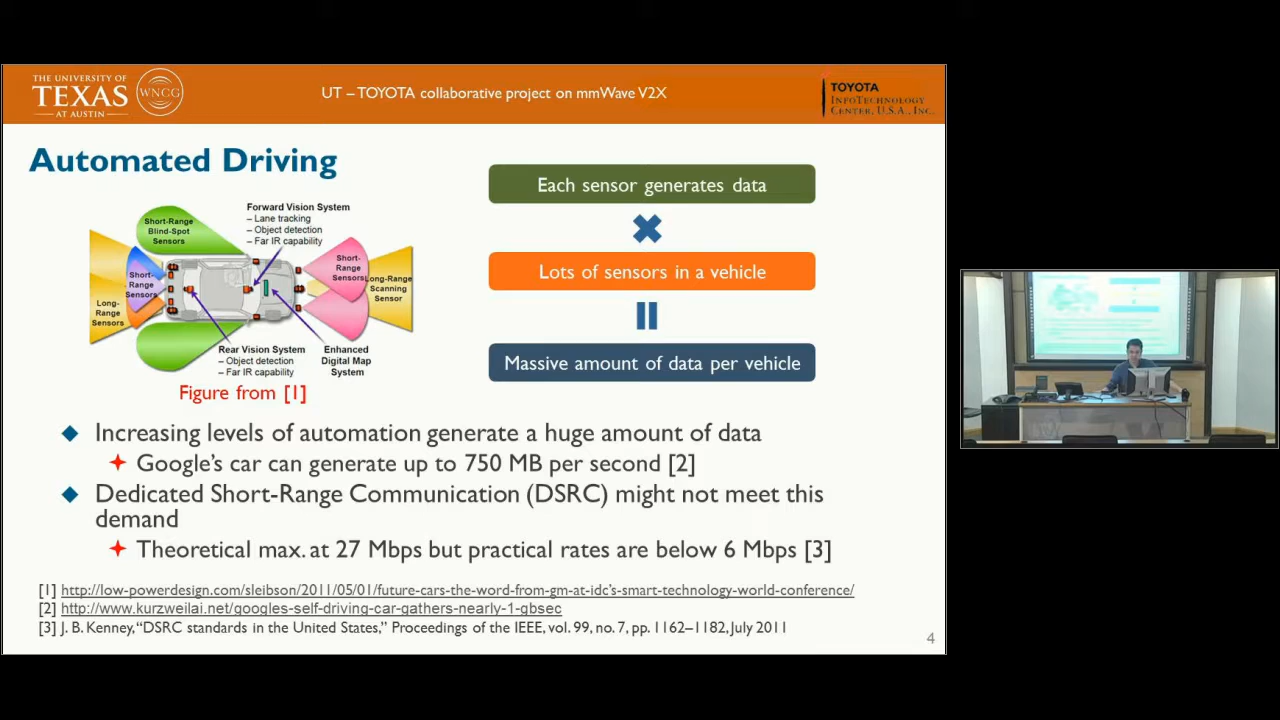 THE UNIVERSITY OF
TEXAS
AT AUSTIN
WNCG
UT – TOYOTA collaborative project on mmWave V2X
TOYOTA
INFOTECHNOLOGY
CENTER, U.S.A., INC.
Automated Driving
Short-Range
Blind-Spot
Sensors
Forward Vision System
– Lane tracking
– Object detection
– Far IR capability
Short-
Range
Sensors
Long-
Range
Sensors
Short-
Range
Sensors
Long-Range
Scanning
Sensor
Rear Vision System
– Object detection
– Far IR capability
Enhanced
Digital Map
System
Figure from [1]
Each sensor generates data
Lots of sensors in a vehicle
Massive amount of data per vehicle
Increasing levels of automation generate a huge amount of data
Google's car can generate up to 750 MB per second [2]
Dedicated Short-Range Communication (DSRC) might not meet this
demand
Theoretical max. at 27 Mbps but practical rates are below 6 Mbps [3]
[1] http://low-powerdesign.com/sleibson/2011/05/01/future-cars-the-word-from-gm-at-idc's-smart-technology-world-conference/
[2] http://www.kurzweilai.net/googles-self-driving-car-gathers-nearly-1-gbsec
[3] J. B. Kenney, “DSRC standards in the United States,” Proceedings of the IEEE, vol. 99, no. 7, pp. 1162–1182, July 2011
4